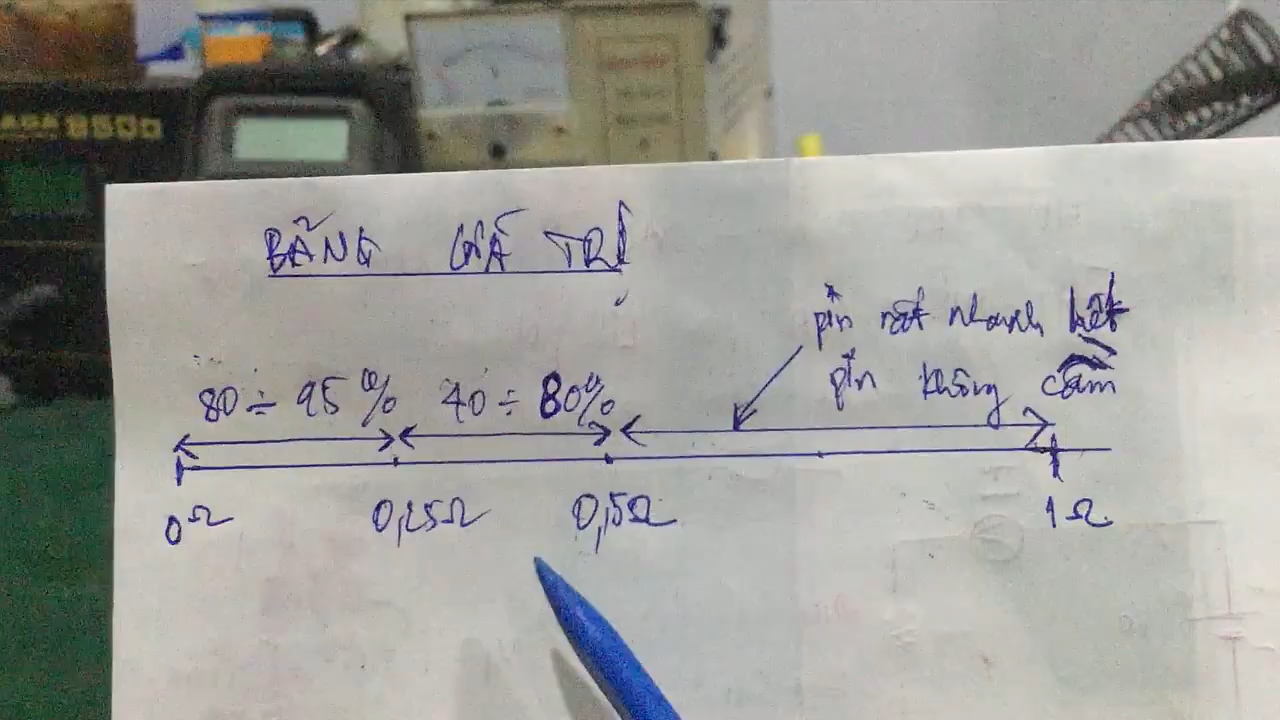 BẢNG GIÁ TRỊ
pin rất nhanh hết
pin không cầm
80 ÷ 95% 40 ÷ 80%
0Ω 0,25Ω 0,5Ω 1Ω